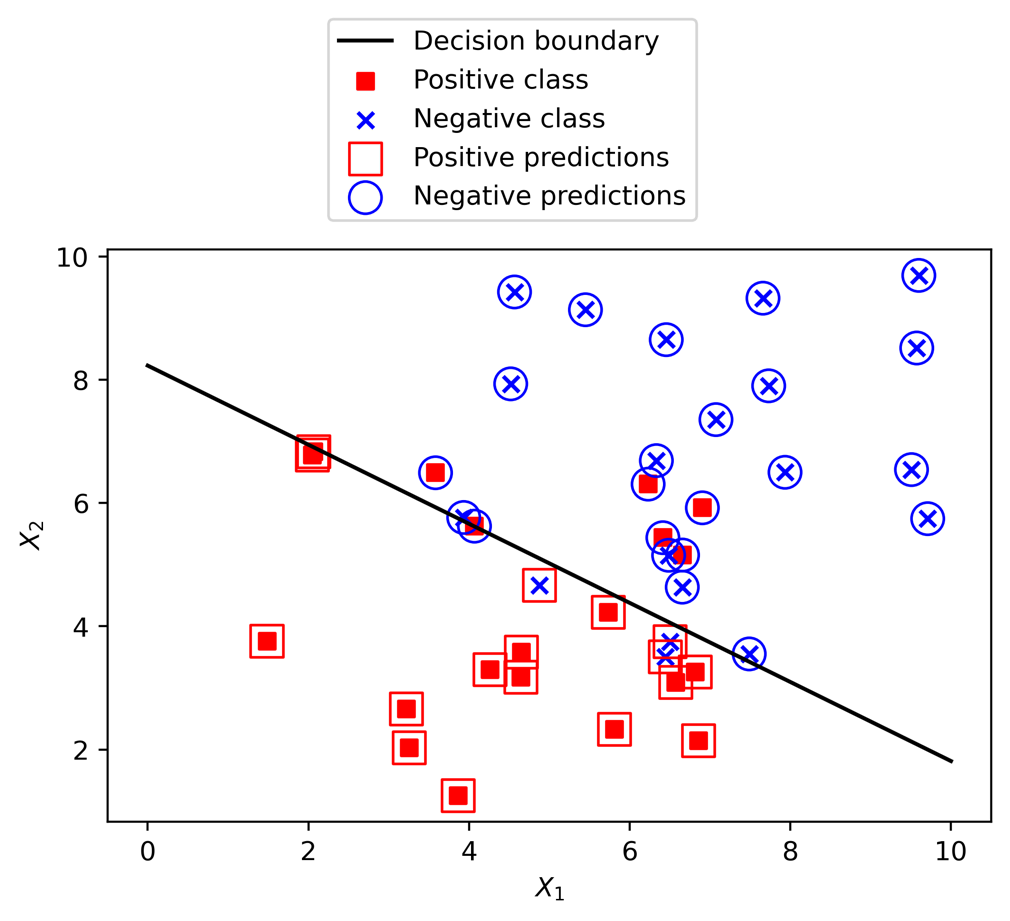 Decision boundary
Positive class
Negative class
Positive predictions
Negative predictions
10
8
6
4
2
X₂
0 2 4 6 8 10
X₁